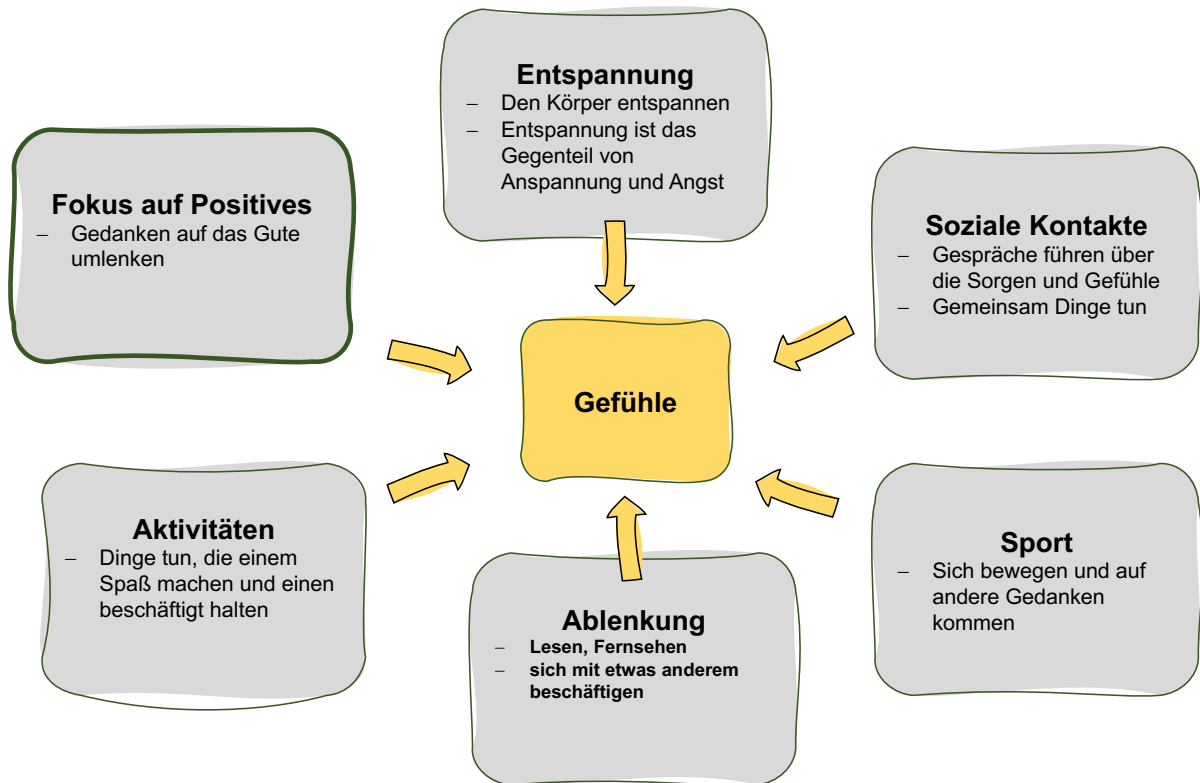 Entspannung
– Den Körper entspannen
– Entspannung ist das
Gegenteil von
Anspannung und Angst
Fokus auf Positives
– Gedanken auf das Gute
umlenken
Soziale Kontakte
– Gespräche führen über
die Sorgen und Gefühle
– Gemeinsam Dinge tun
Gefühle
Aktivitäten
– Dinge tun, die einem
Spaß machen und einen
beschäftigt halten
Ablenkung
– Lesen, Fernsehen
– sich mit etwas anderem
beschäftigen
Sport
– Sich bewegen und auf
andere Gedanken
kommen